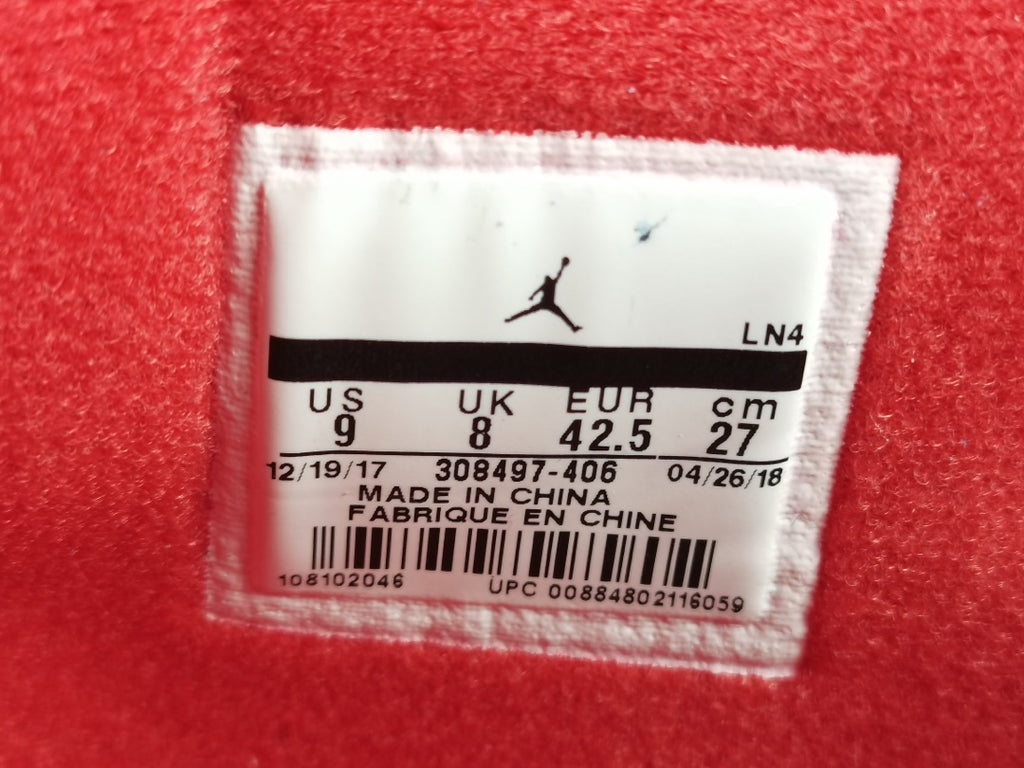 LN4
US UK EUR cm
9 8 42.5 27
12/19/17 308497-406 04/26/18
MADE IN CHINA
FABRIQUE EN CHINE
108102046 UPC 00884802116059